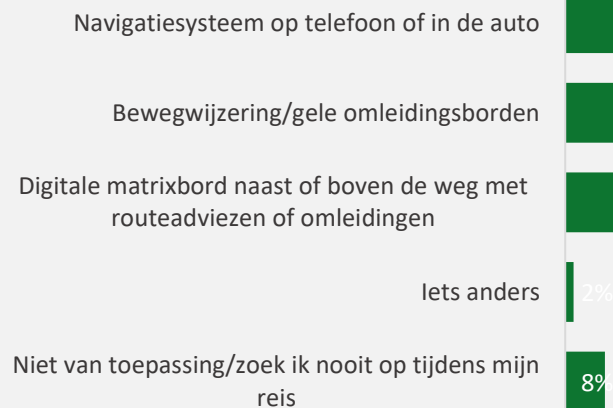 Navigatiesysteem op telefoon of in de auto
Bewegwijzering/gele omleidingsborden
Digitale matrixbord naast of boven de weg met
routeadviezen of omleidingen
Iets anders
2%
Niet van toepassing/zoek ik nooit op tijdens mijn
reis
8%